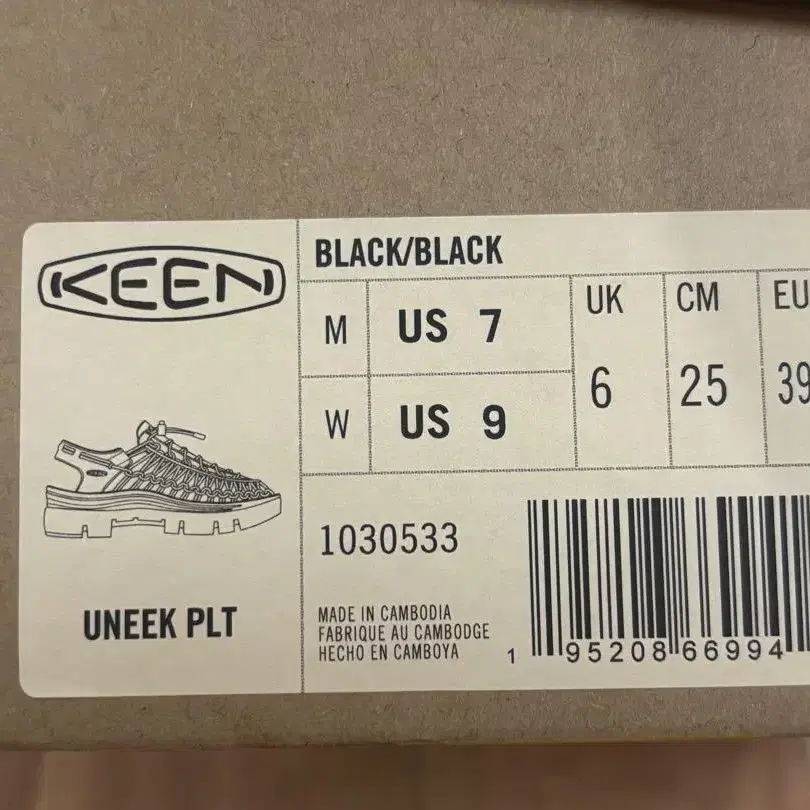 KEEN
BLACK/BLACK
M US 7
W US 9
UK CM EU
6 25 39
1030533
UNEEK PLT
MADE IN CAMBODIA
FABRIQUE AU CAMBODGE
HECHO EN CAMBOYA
1 95208 66994